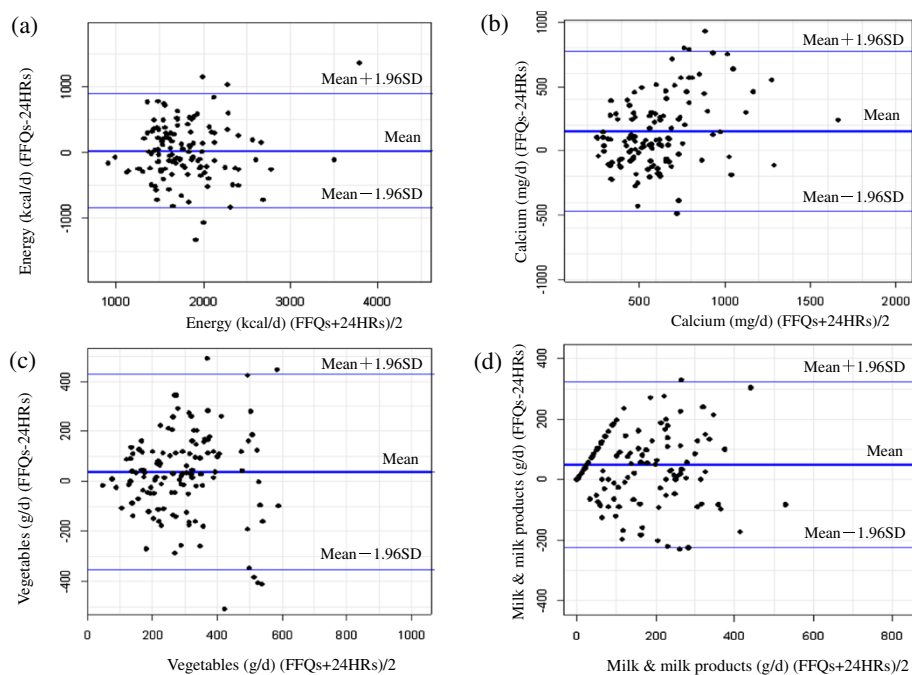 (a)
Energy (kcal/d) (FFQs-24HRs)
1000
0
-1000
Mean＋1.96SD
Mean
Mean−1.96SD
1000 2000 3000 4000
Energy (kcal/d) (FFQs+24HRs)/2
(b)
Calcium (mg/d) (FFQs-24HRs)
1000
500
0
-500
-1000
Mean＋1.96SD
Mean
Mean−1.96SD
500 1000 1500 2000
Calcium (mg/d) (FFQs+24HRs)/2
(c)
Vegetables (g/d) (FFQs-24HRs)
400
200
0
-200
-400
Mean＋1.96SD
Mean
Mean−1.96SD
0 200 400 600 800 1000
Vegetables (g/d) (FFQs+24HRs)/2
(d)
Milk & milk products (g/d) (FFQs-24HRs)
400
200
0
-200
-400
Mean＋1.96SD
Mean
Mean−1.96SD
0 200 400 600 800
Milk & milk products (g/d) (FFQs+24HRs)/2